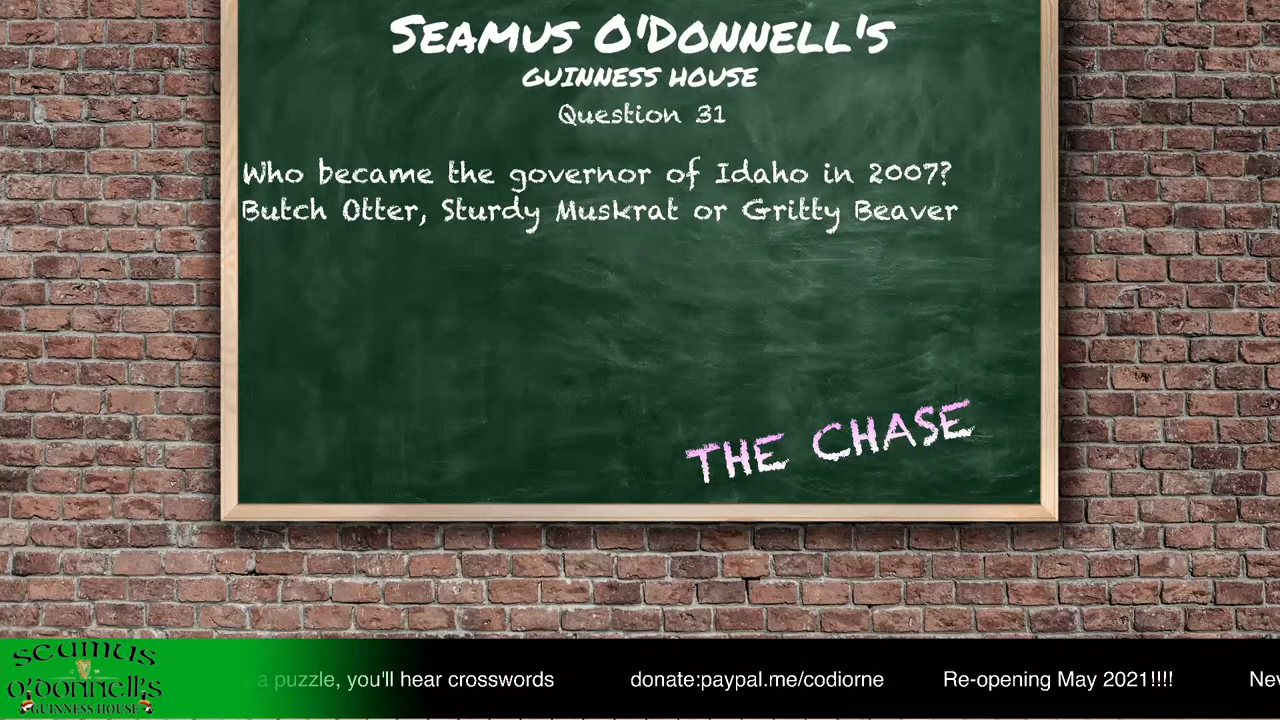 SEAMUS O'DONNELL'S
GUINNESS HOUSE
Question 31
Who became the governor of Idaho in 2007?
Butch Otter, Sturdy Muskrat or Gritty Beaver
THE CHASE
seamus
o'donnell's
GUINNESS HOUSE
a puzzle, you'll hear crosswords donate:paypal.me/codiorne Re-opening May 2021!!!!